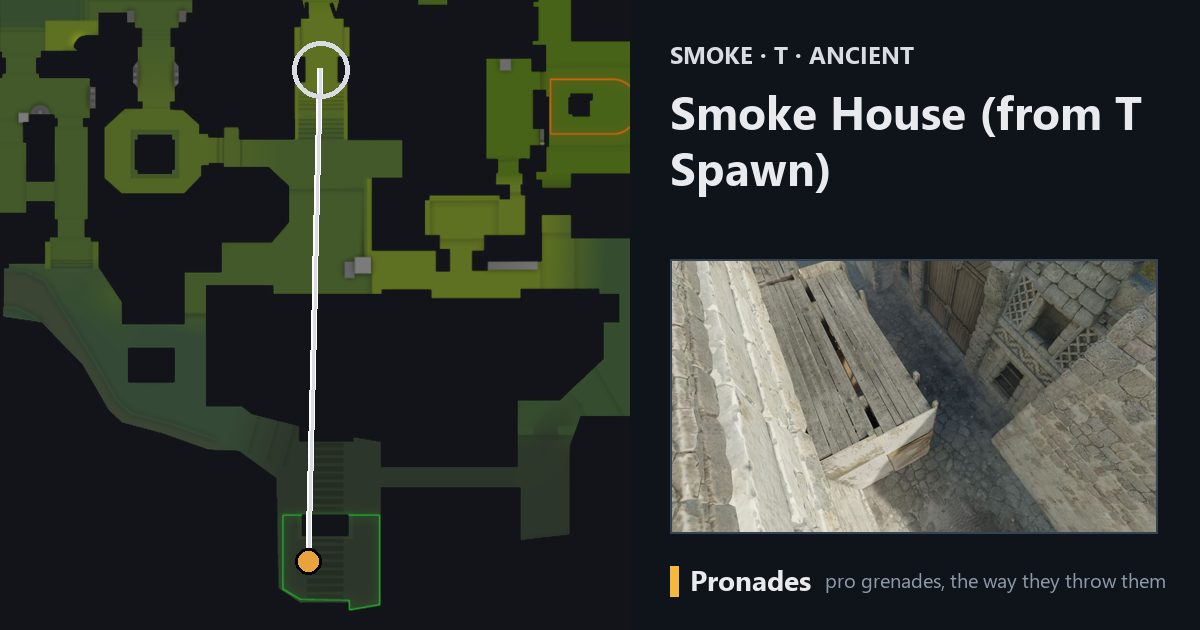 SMOKE · T · ANCIENT
Smoke House (from T
Spawn)
Pronades pro grenades, the way they throw them